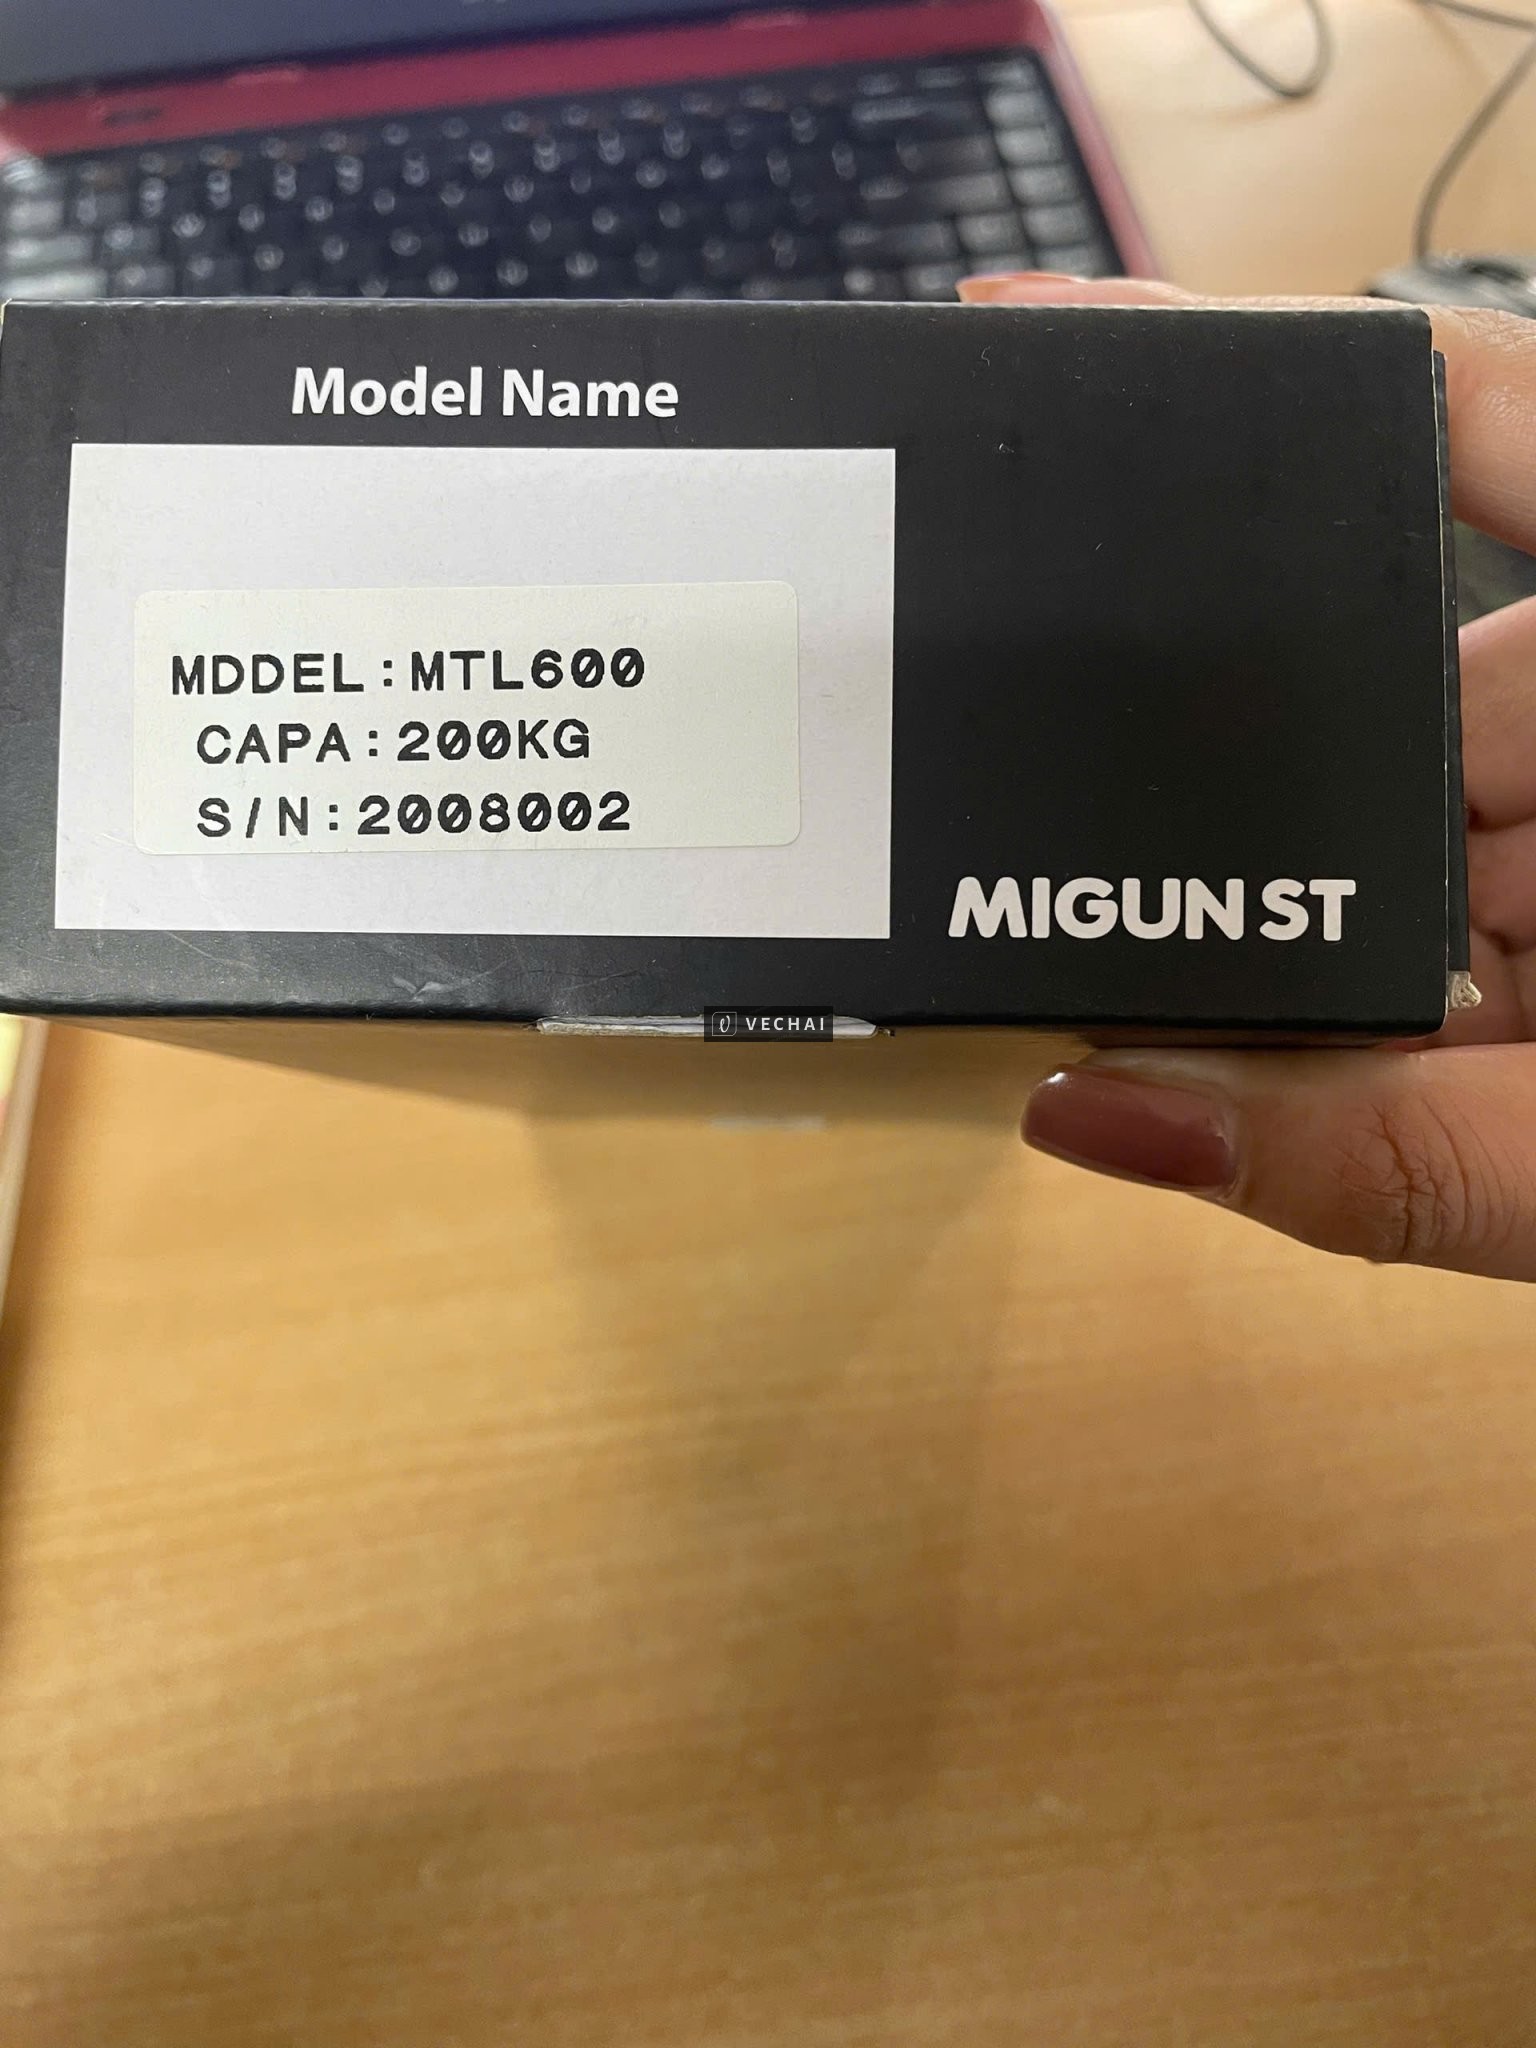 Model Name
MDDEL:MTL600
CAPA:200KG
S/N:2008002
MIGUN ST
VECHAI